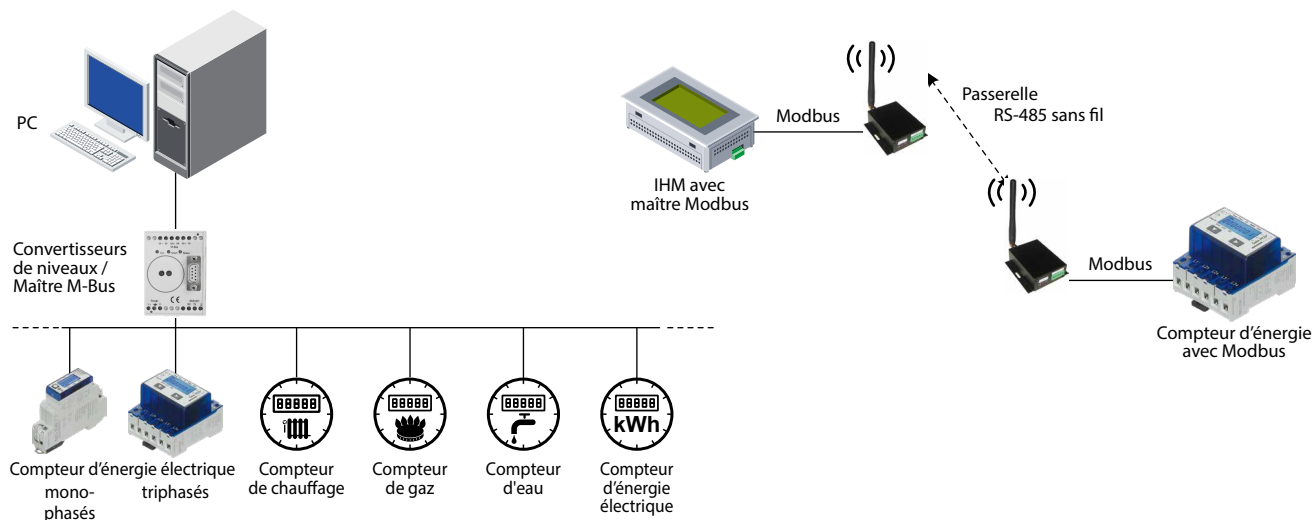 PC
Convertisseurs
de niveaux /
Maître M-Bus
Compteur d’énergie électrique
mono-
phasés
triphasés
Compteur
de chauffage
Compteur
de gaz
Compteur
d'eau
kWh
Compteur
d’énergie
électrique
IHM avec
maître Modbus
Modbus
Passerelle
RS-485 sans fil
Modbus
Compteur d’énergie
avec Modbus